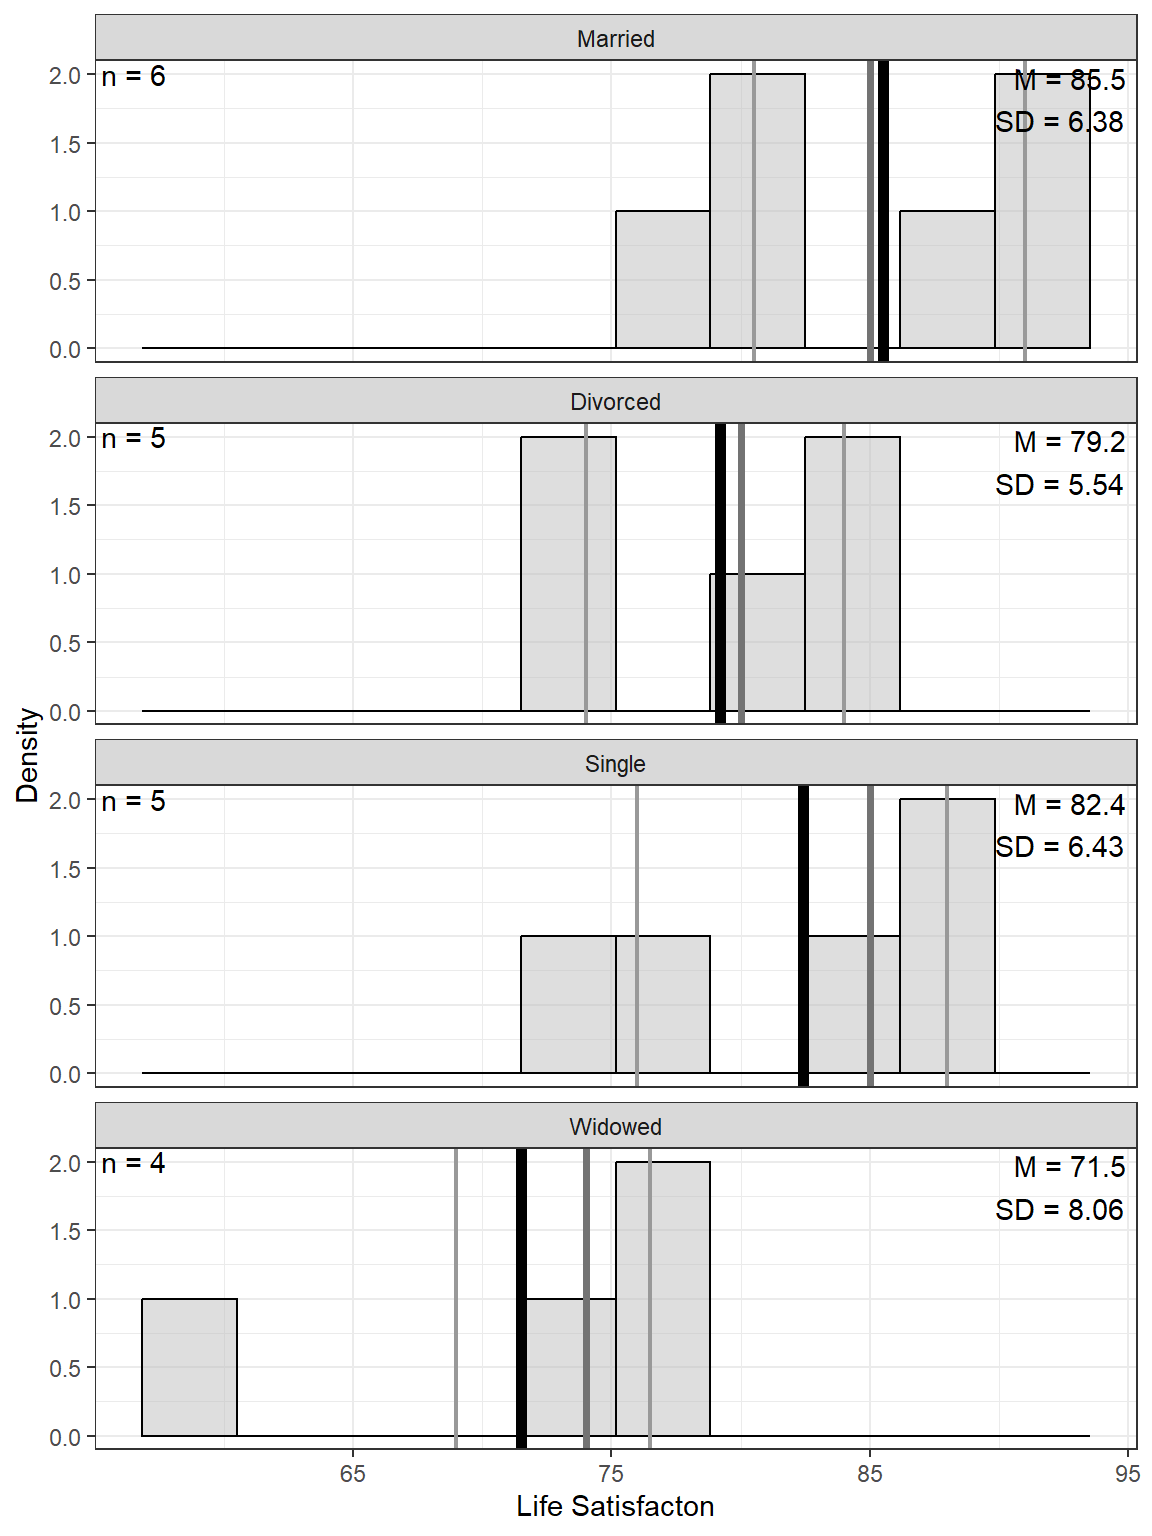 Married
n = 6
M = 85.5
SD = 6.38
2.0
1.5
1.0
0.5
0.0
Divorced
n = 5
M = 79.2
SD = 5.54
2.0
1.5
1.0
0.5
0.0
Density
Single
n = 5
M = 82.4
SD = 6.43
2.0
1.5
1.0
0.5
0.0
Widowed
n = 4
M = 71.5
SD = 8.06
2.0
1.5
1.0
0.5
0.0
65 75 85 95
Life Satisfacton